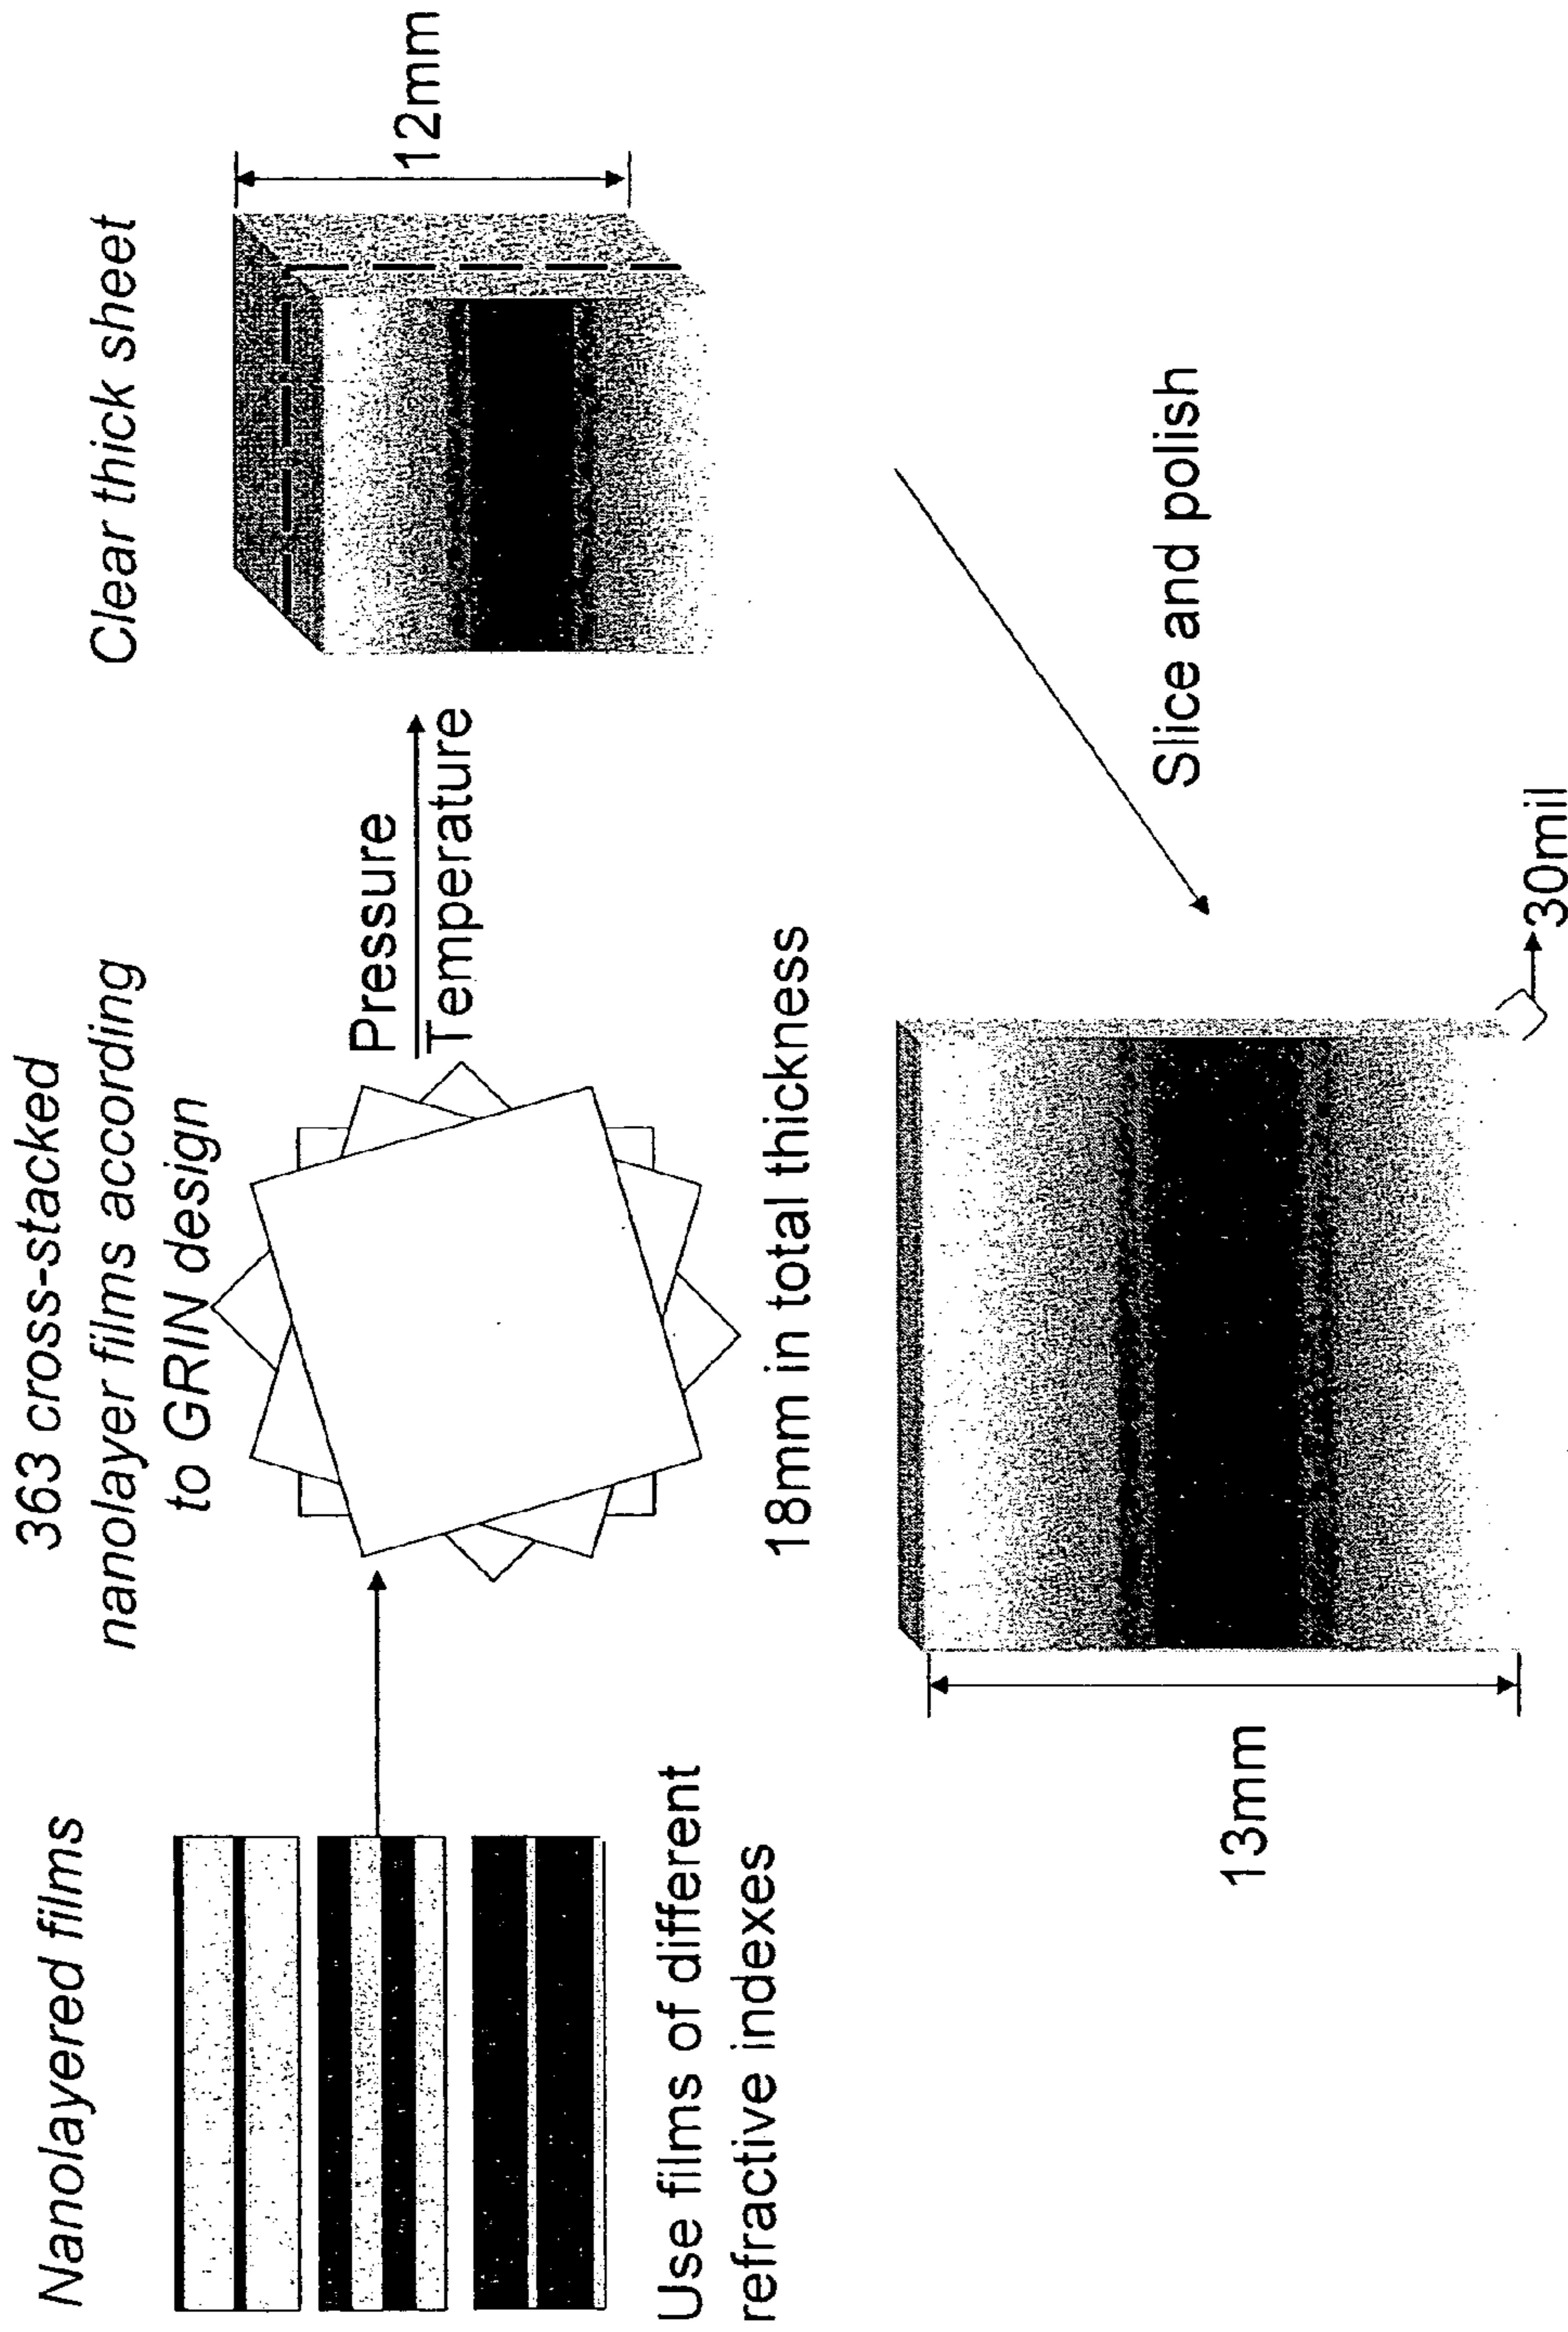 Nanolayered films
Use films of different
refractive indexes
363 cross-stacked
nanolayer films according
to GRIN design
18mm in total thickness
Pressure
Temperature
Clear thick sheet
12mm
Slice and polish
13mm
30mil